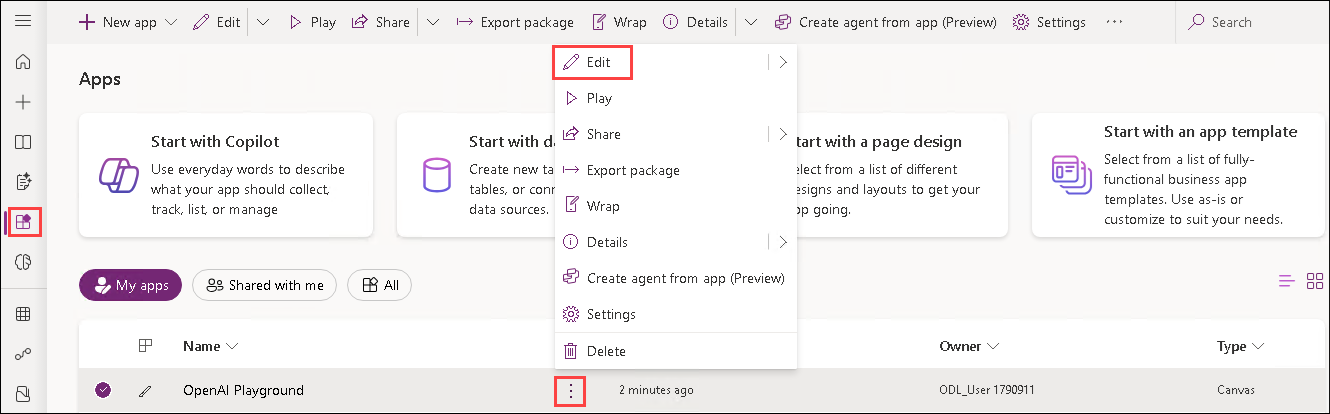 New app Edit Play Share Export package Wrap Details Create agent from app (Preview) Settings ... Search
Apps
Edit
Play
Share
Export package
Wrap
Details
Create agent from app (Preview)
Settings
Delete
Start with Copilot
Use everyday words to describe
what your app should collect,
track, list, or manage
Start with d
Create new ta
tables, or conn
data sources.
tart with a page design
elect from a list of different
esigns and layouts to get your
pp going.
Start with an app template
Select from a list of fully-
functional business app
templates. Use as-is or
customize to suit your needs.
My apps Shared with me All
Name Owner Type
OpenAI Playground 2 minutes ago ODL_User 1790911 Canvas